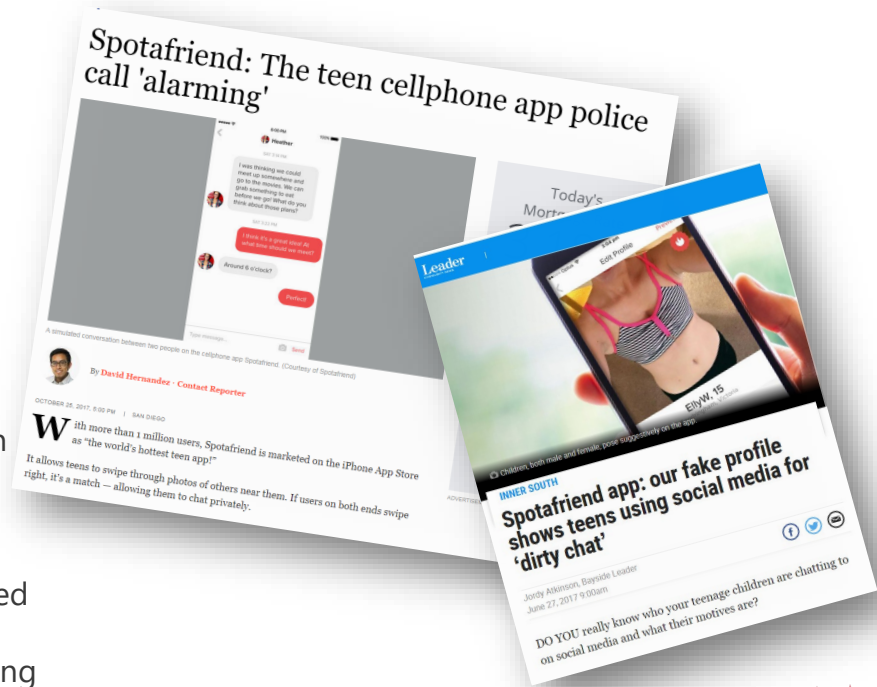 Spotafriend: The teen cellphone app police
call 'alarming'
Heather
I was thinking we could
meet up somewhere and
go to the movies. We can
grab something to eat
before we go! What do you
think about those plans?
I think it's a great idea! At
what time should we meet?
Around 6 o'clock?
Perfect!
Type message...
Send
A simulated conversation between two people on the cellphone app Spotafriend. (Courtesy of Spotafriend)
By David Hernandez · Contact Reporter
OCTOBER 25, 2017, 6:00 PM | SAN DIEGO
With more than 1 million users, Spotafriend is marketed on the iPhone App Store
as "the world's hottest teen app!"
It allows teens to swipe through photos of others near them. If users on both ends swipe
right, it's a match — allowing them to chat privately.
Today's
Leader
Edit Profile
EllyW, 15
Victoria
Children, both male and female, pose suggestively on the app.
INNER SOUTH
Spotafriend app: our fake profile
shows teens using social media for
'dirty chat'
Jordy Atkinson, Bayside Leader
June 27, 2017 9:00am
DO YOU really know who your teenage children are chatting to
on social media and what their motives are?